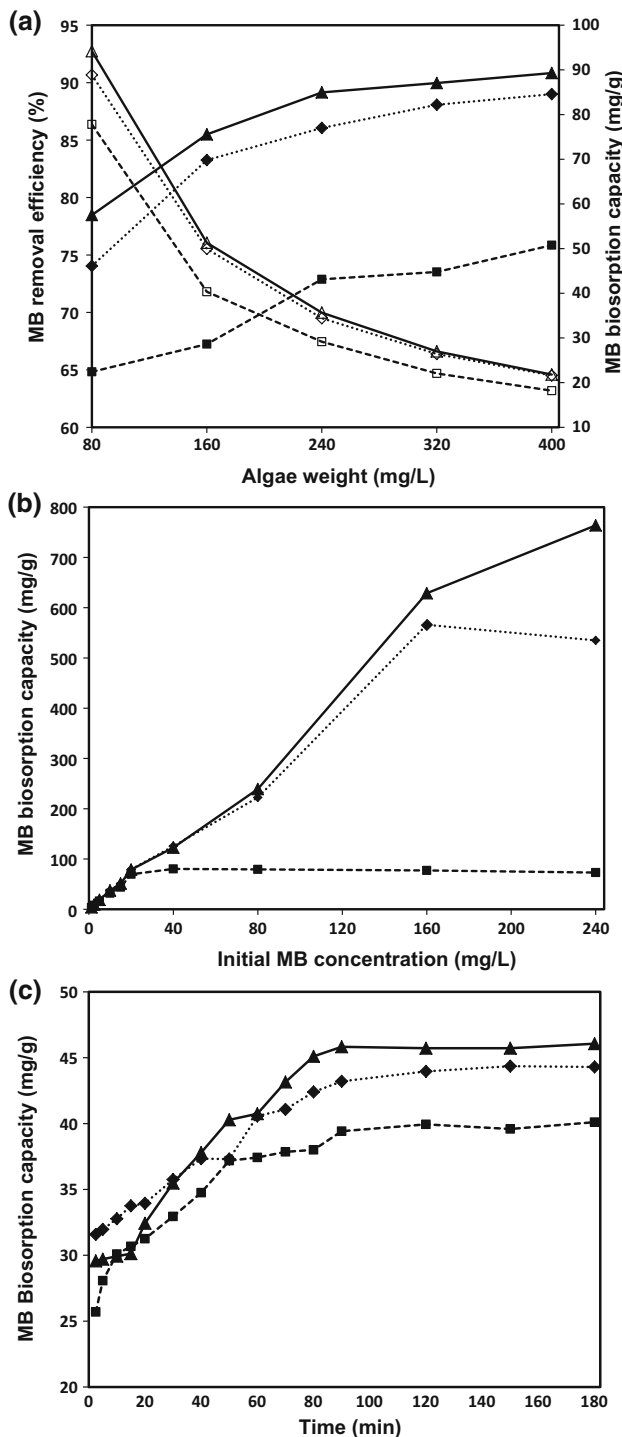 (a)
95
90
85
80
75
70
65
60
MB removal efficiency (%)
100
90
80
70
60
50
40
30
20
10
MB biosorption capacity (mg/g)
80 160 240 320 400
Algae weight (mg/L)
(b)
800
700
600
500
400
300
200
100
0
MB biosorption capacity (mg/g)
0 40 80 120 160 200 240
Initial MB concentration (mg/L)
(c)
50
45
40
35
30
25
20
MB Biosorption capacity (mg/g)
0 20 40 60 80 100 120 140 160 180
Time (min)